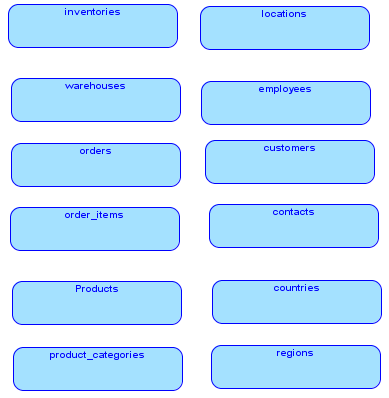 inventories
locations
warehouses
employees
orders
customers
order_items
contacts
Products
countries
product_categories
regions